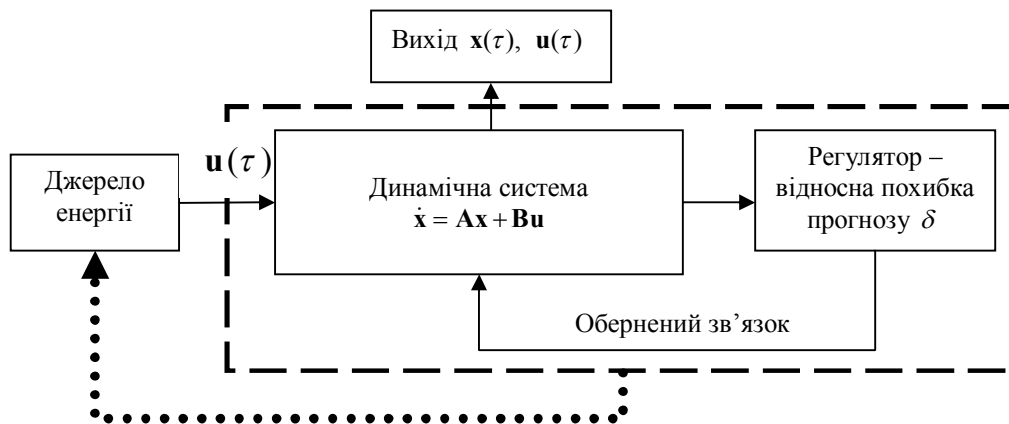 Вихід x(τ), u(τ)
u(τ)
Джерело
енергії
Динамічна система
ẋ = Ax + Bu
Регулятор –
відносна похибка
прогнозу δ
Обернений зв’язок